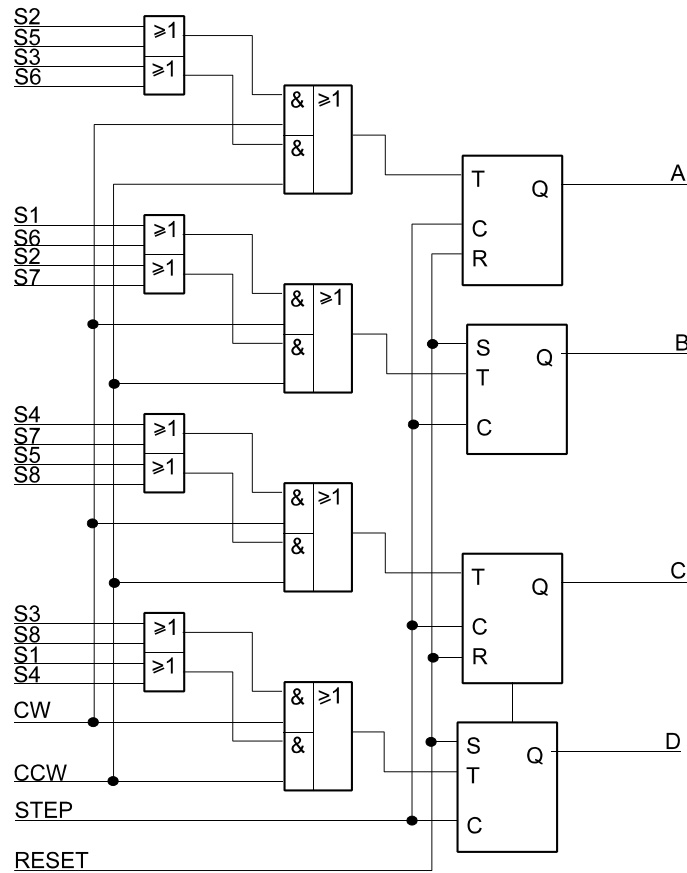 S2
S5
S3
S6
≥1
≥1
&
≥1
&
T
Q
C
R
A
S1
S6
S2
S7
≥1
≥1
&
≥1
&
S
Q
T
C
B
S4
S7
S5
S8
≥1
≥1
&
≥1
&
T
Q
C
R
C
S3
S8
S1
S4
≥1
≥1
&
≥1
&
S
Q
T
C
D
CW
CCW
STEP
RESET